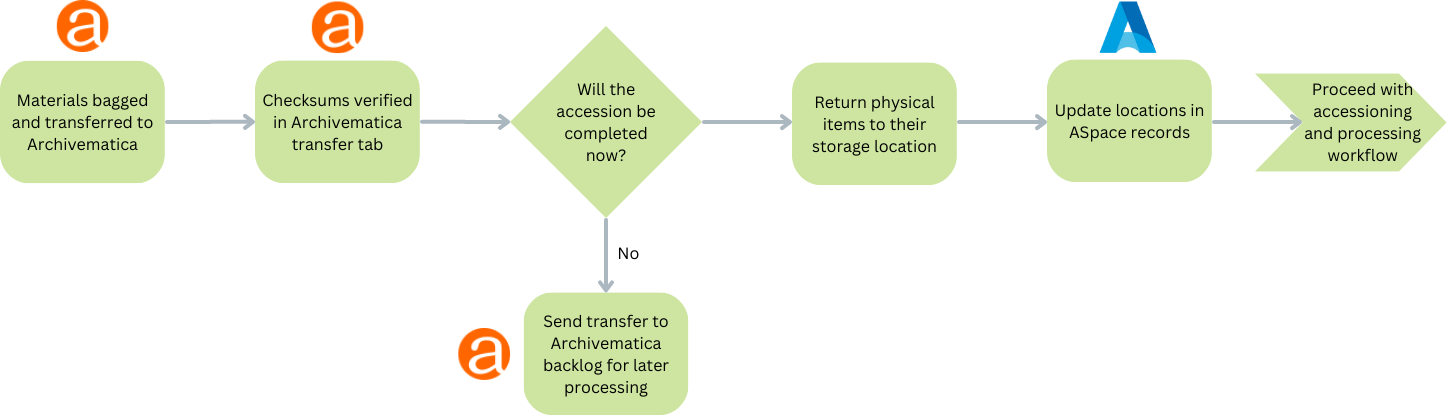 Materials bagged
and transferred to
Archivematica
Checksums verified
in Archivematica
transfer tab
Will the
accession be
completed
now?
Return physical
items to their
storage location
Update locations in
ASpace records
Proceed with
accessioning
and processing
workflow
No
Send transfer to
Archivematica
backlog for later
processing